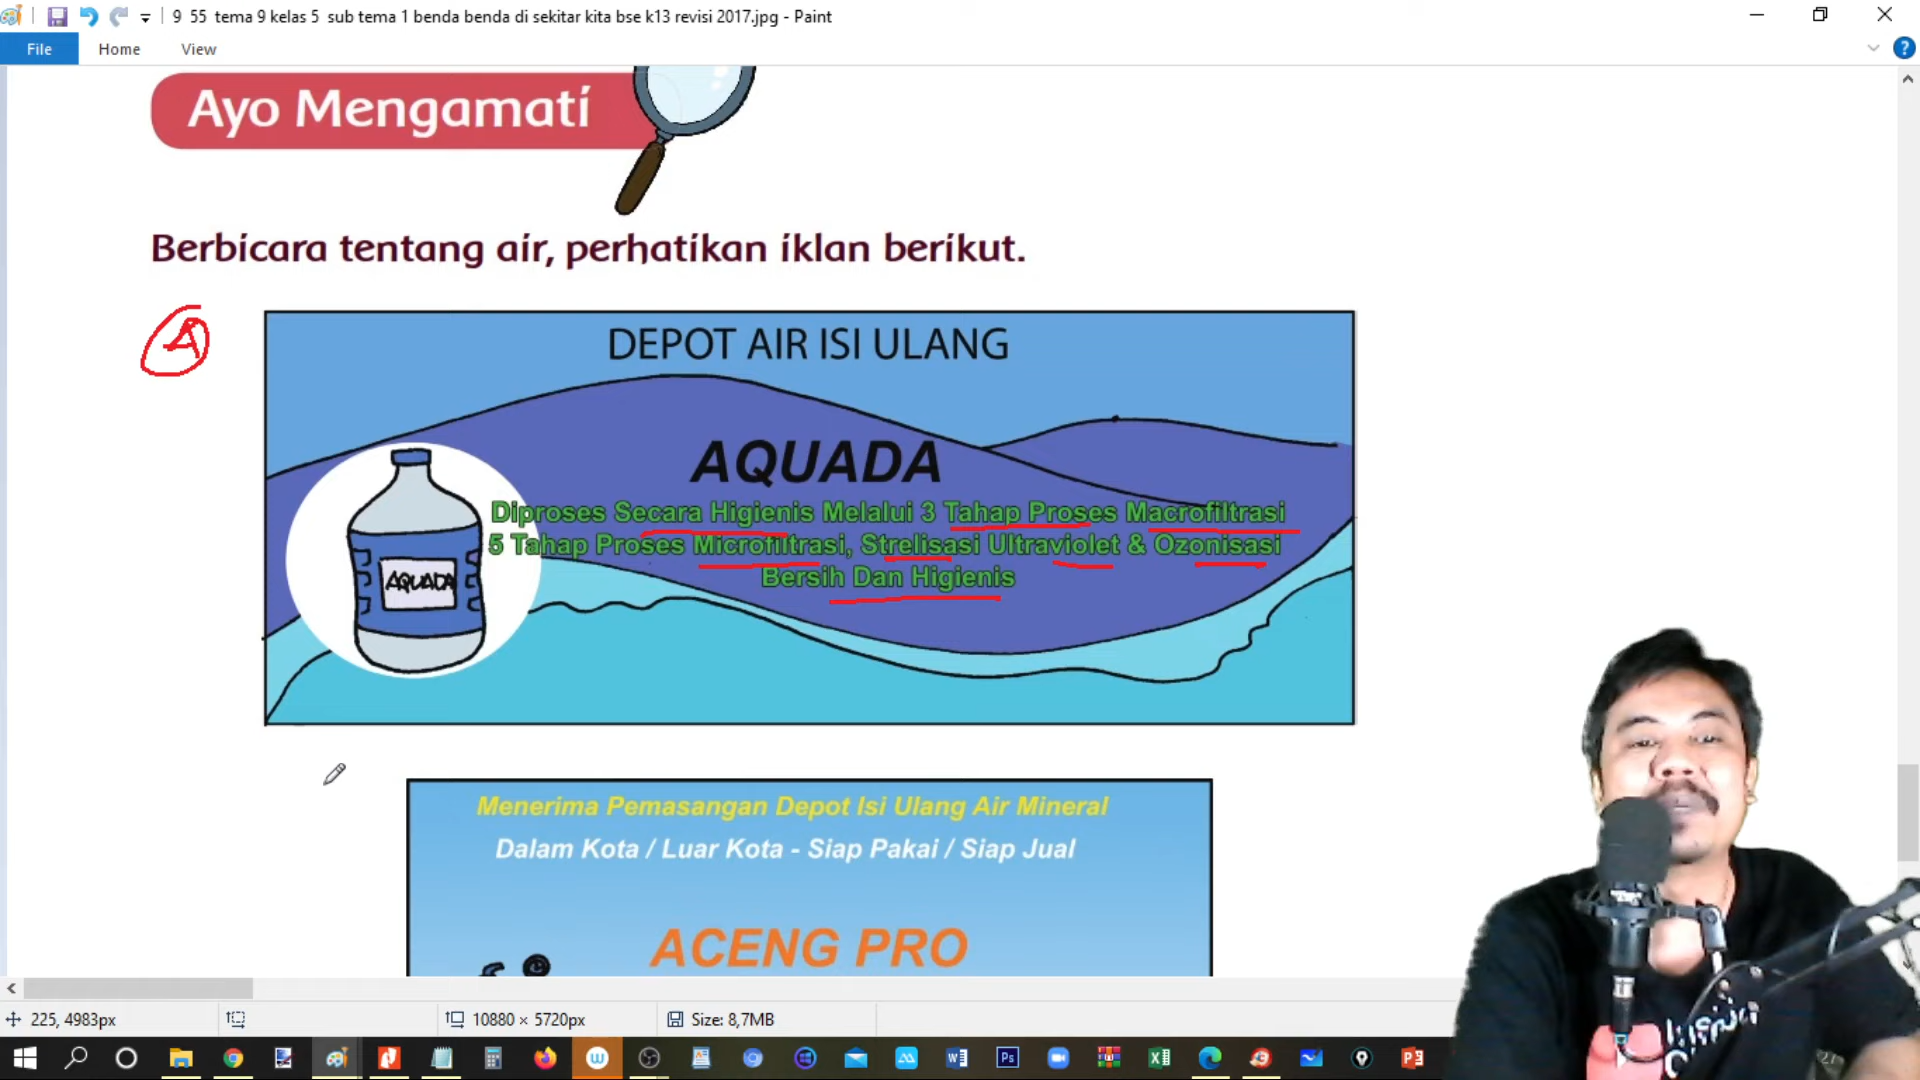 9 55 tema 9 kelas 5 sub tema 1 benda benda di sekitar kita bse k13 revisi 2017.jpg - Paint
File Home View
Ayo Mengamati
Berbicara tentang air, perhatikan iklan berikut.
A
DEPOT AIR ISI ULANG
AQUADA
Diproses Secara Higienis Melalui 3 Tahap Proses Macrofiltrasi
5 Tahap Proses Microfiltrasi, Strelisasi Ultraviolet & Ozonisasi
Bersih Dan Higienis
AQUADA
Menerima Pemasangan Depot Isi Ulang Air Mineral
Dalam Kota / Luar Kota - Siap Pakai / Siap Jual
ACENG PRO
225, 4983px
10880 × 5720px
Size: 8,7MB